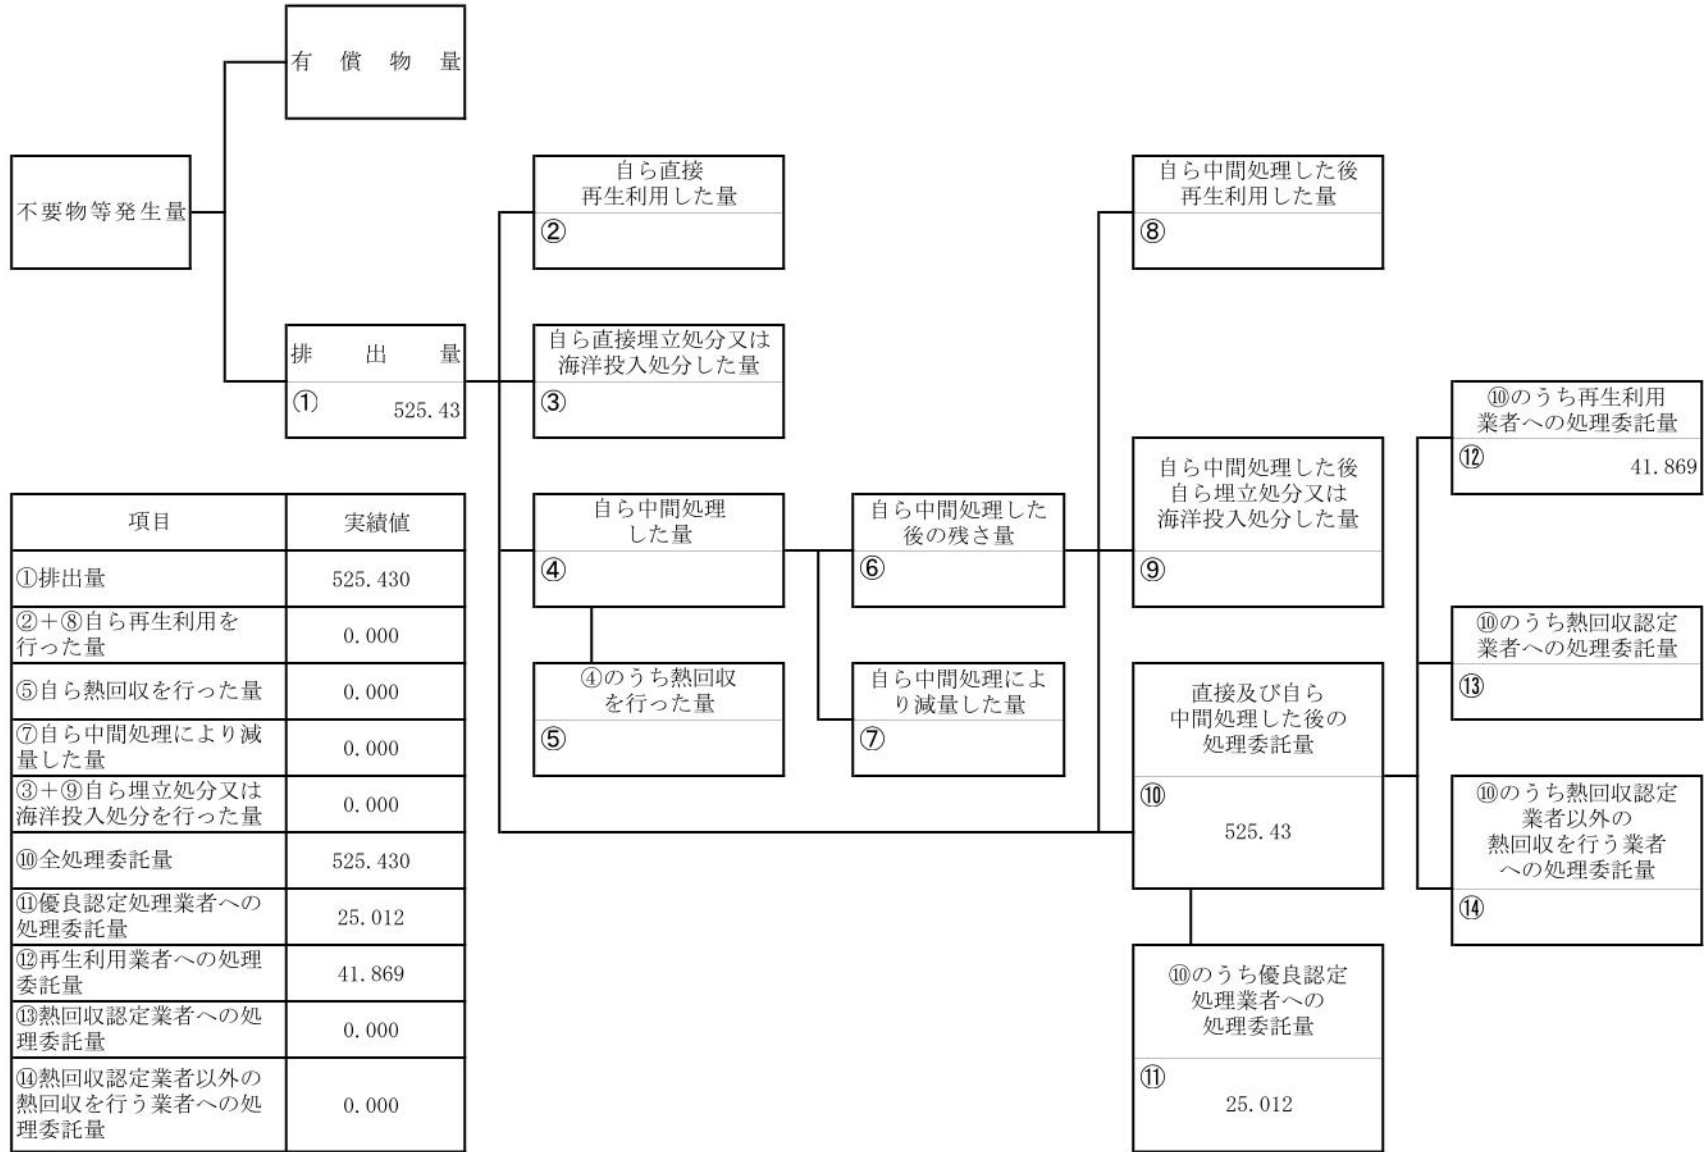 有償物量
不要物等発生量
排出量
① 525.43
自ら直接
再生利用した量
②
自ら直接埋立処分又は
海洋投入処分した量
③
自ら中間処理
した量
④
④のうち熱回収
を行った量
⑤
自ら中間処理した
後の残さ量
⑥
自ら中間処理によ
り減量した量
⑦
自ら中間処理した後
再生利用した量
⑧
自ら中間処理した後
自ら埋立処分又は
海洋投入処分した量
⑨
直接及び自ら
中間処理した後の
処理委託量
⑩
525.43
⑩のうち優良認定
処理業者への
処理委託量
⑪
25.012
⑩のうち再生利用
業者への処理委託量
⑫
41.869
⑩のうち熱回収認定
業者への処理委託量
⑬
⑩のうち熱回収認定
業者以外の
熱回収を行う業者
への処理委託量
⑭
項目 実績値
①排出量 525.430
②+⑧自ら再生利用を
行った量 0.000
⑤自ら熱回収を行った量 0.000
⑦自ら中間処理により減
量した量 0.000
③+⑨自ら埋立処分又は
海洋投入処分を行った量 0.000
⑩全処理委託量 525.430
⑪優良認定処理業者への
処理委託量 25.012
⑫再生利用業者への処理
委託量 41.869
⑬熱回収認定業者への処
理委託量 0.000
⑭熱回収認定業者以外の
熱回収を行う業者への処
理委託量 0.000